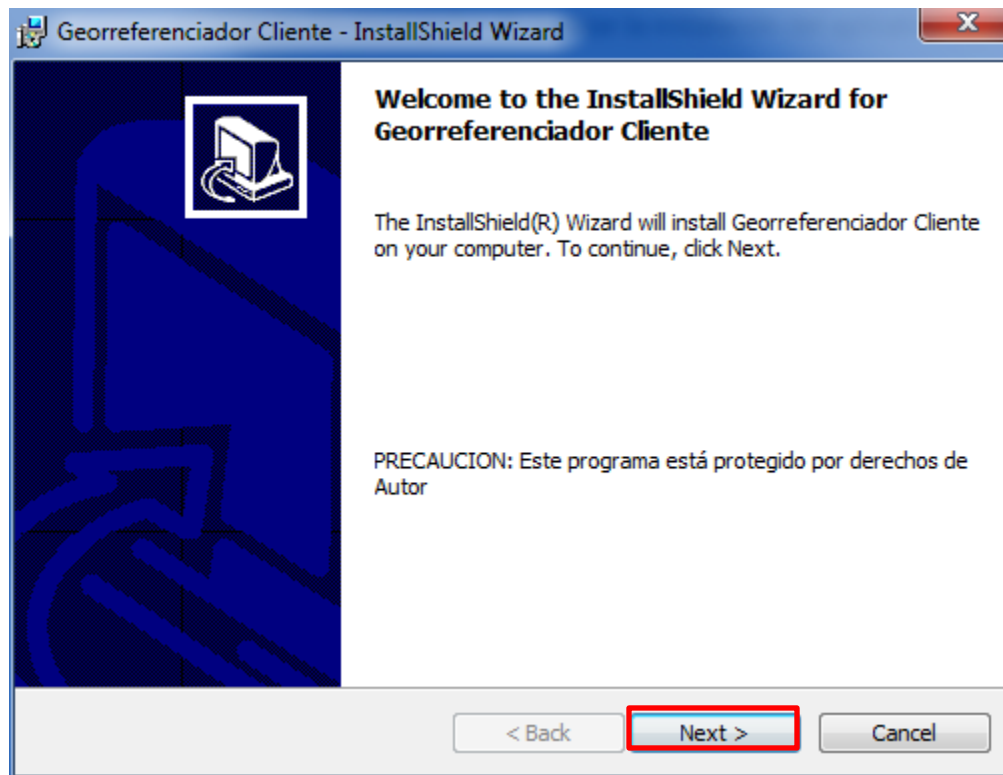 Georreferenciador Cliente - InstallShield Wizard
Welcome to the InstallShield Wizard for
Georreferenciador Cliente
The InstallShield(R) Wizard will install Georreferenciador Cliente
on your computer. To continue, click Next.
PRECAUCION: Este programa está protegido por derechos de
Autor
< Back Next > Cancel